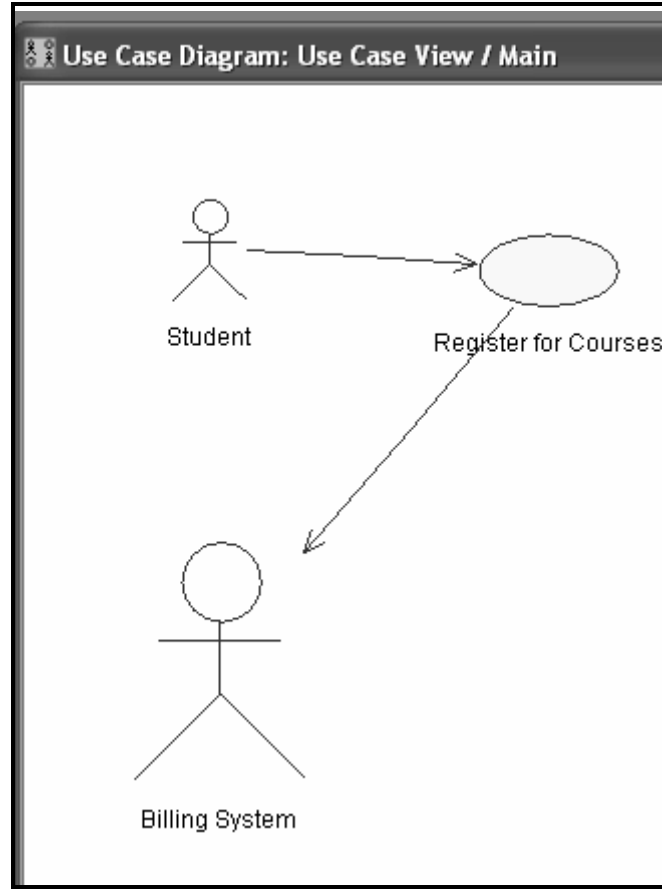 Use Case Diagram: Use Case View / Main
Student
Register for Courses
Billing System